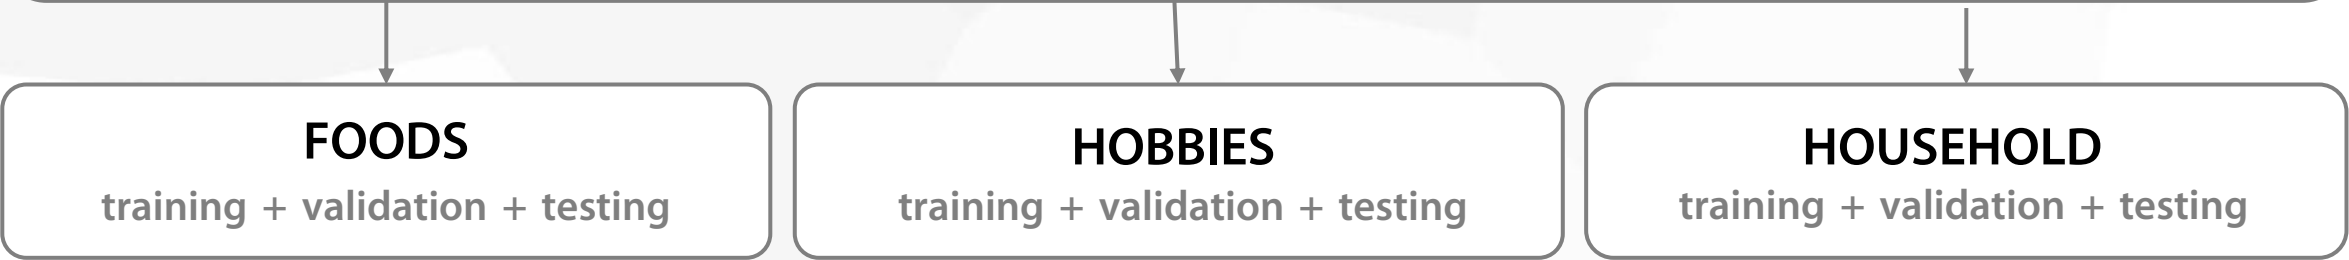 FOODS
training + validation + testing
HOBBIES
training + validation + testing
HOUSEHOLD
training + validation + testing